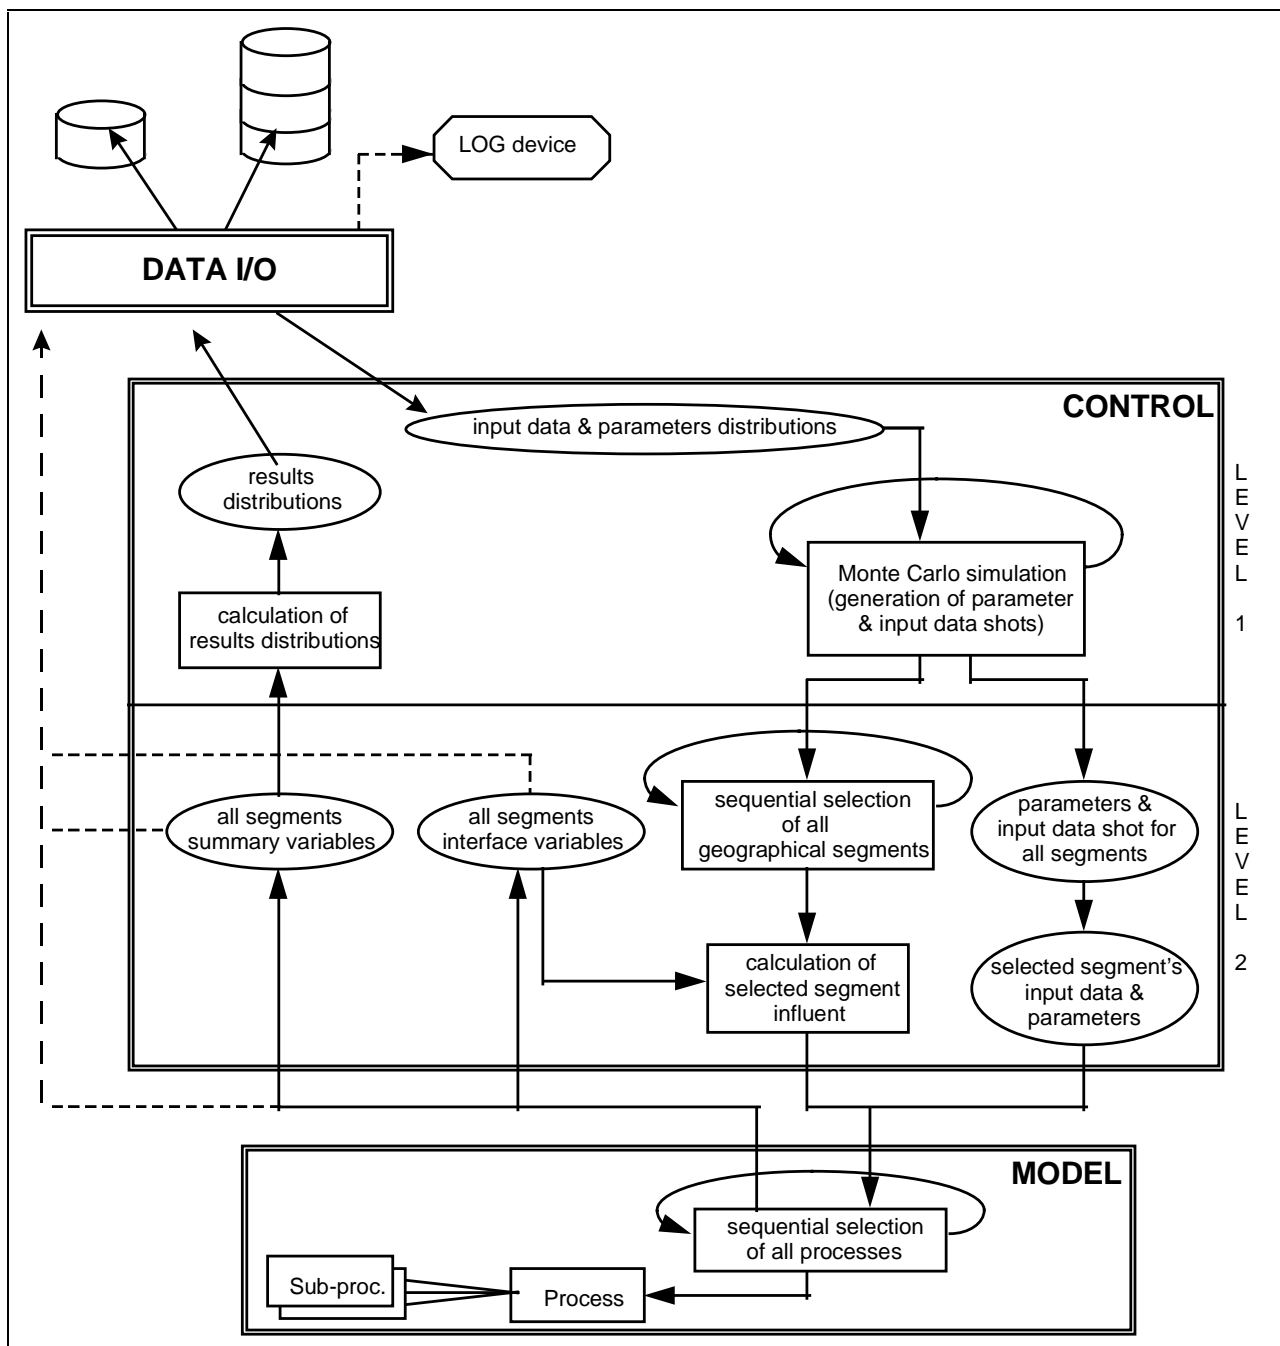 LOG device
DATA I/O
CONTROL
input data & parameters distributions
results
distributions
L
E
V
E
L
1
Monte Carlo simulation
(generation of parameter
& input data shots)
calculation of
results distributions
all segments
summary variables
all segments
interface variables
sequential selection
of all
geographical segments
parameters &
input data shot for
all segments
L
E
V
E
L
2
calculation of
selected segment
influent
selected segment’s
input data &
parameters
MODEL
sequential selection
of all processes
Sub-proc.
Process